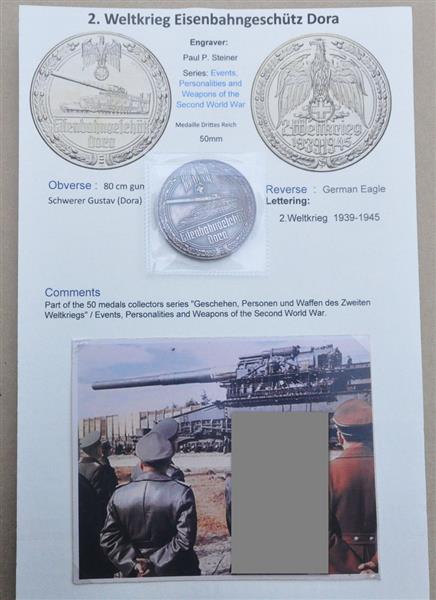 2. Weltkrieg Eisenbahngeschütz Dora
Engraver:
Paul P. Steiner
Series: Events,
Personalities and
Weapons of the
Second World War
Medaille Drittes Reich
50mm
Eisenbahngeschütz
Dora
2.Weltkrieg
1939-1945
Obverse : 80 cm gun
Schwerer Gustav (Dora)
Eisenbahngeschütz
Dora
Reverse : German Eagle
Lettering:
2.Weltkrieg 1939-1945
Comments
Part of the 50 medals collectors series "Geschehen, Personen und Waffen des Zweiten
Weltkriegs" / Events, Personalities and Weapons of the Second World War.